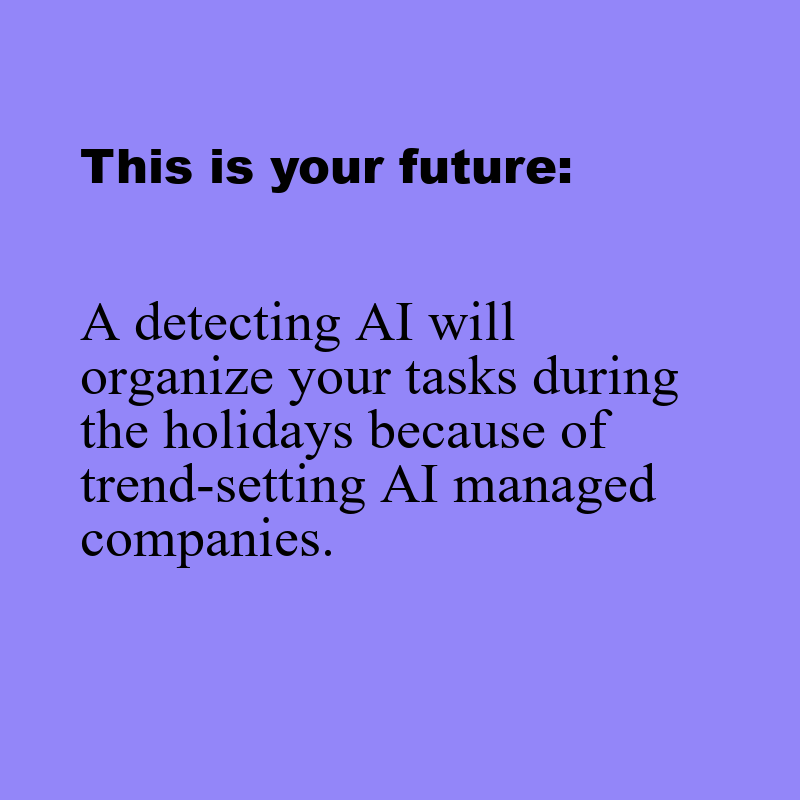 This is your future:
A detecting AI will
organize your tasks during
the holidays because of
trend-setting AI managed
companies.